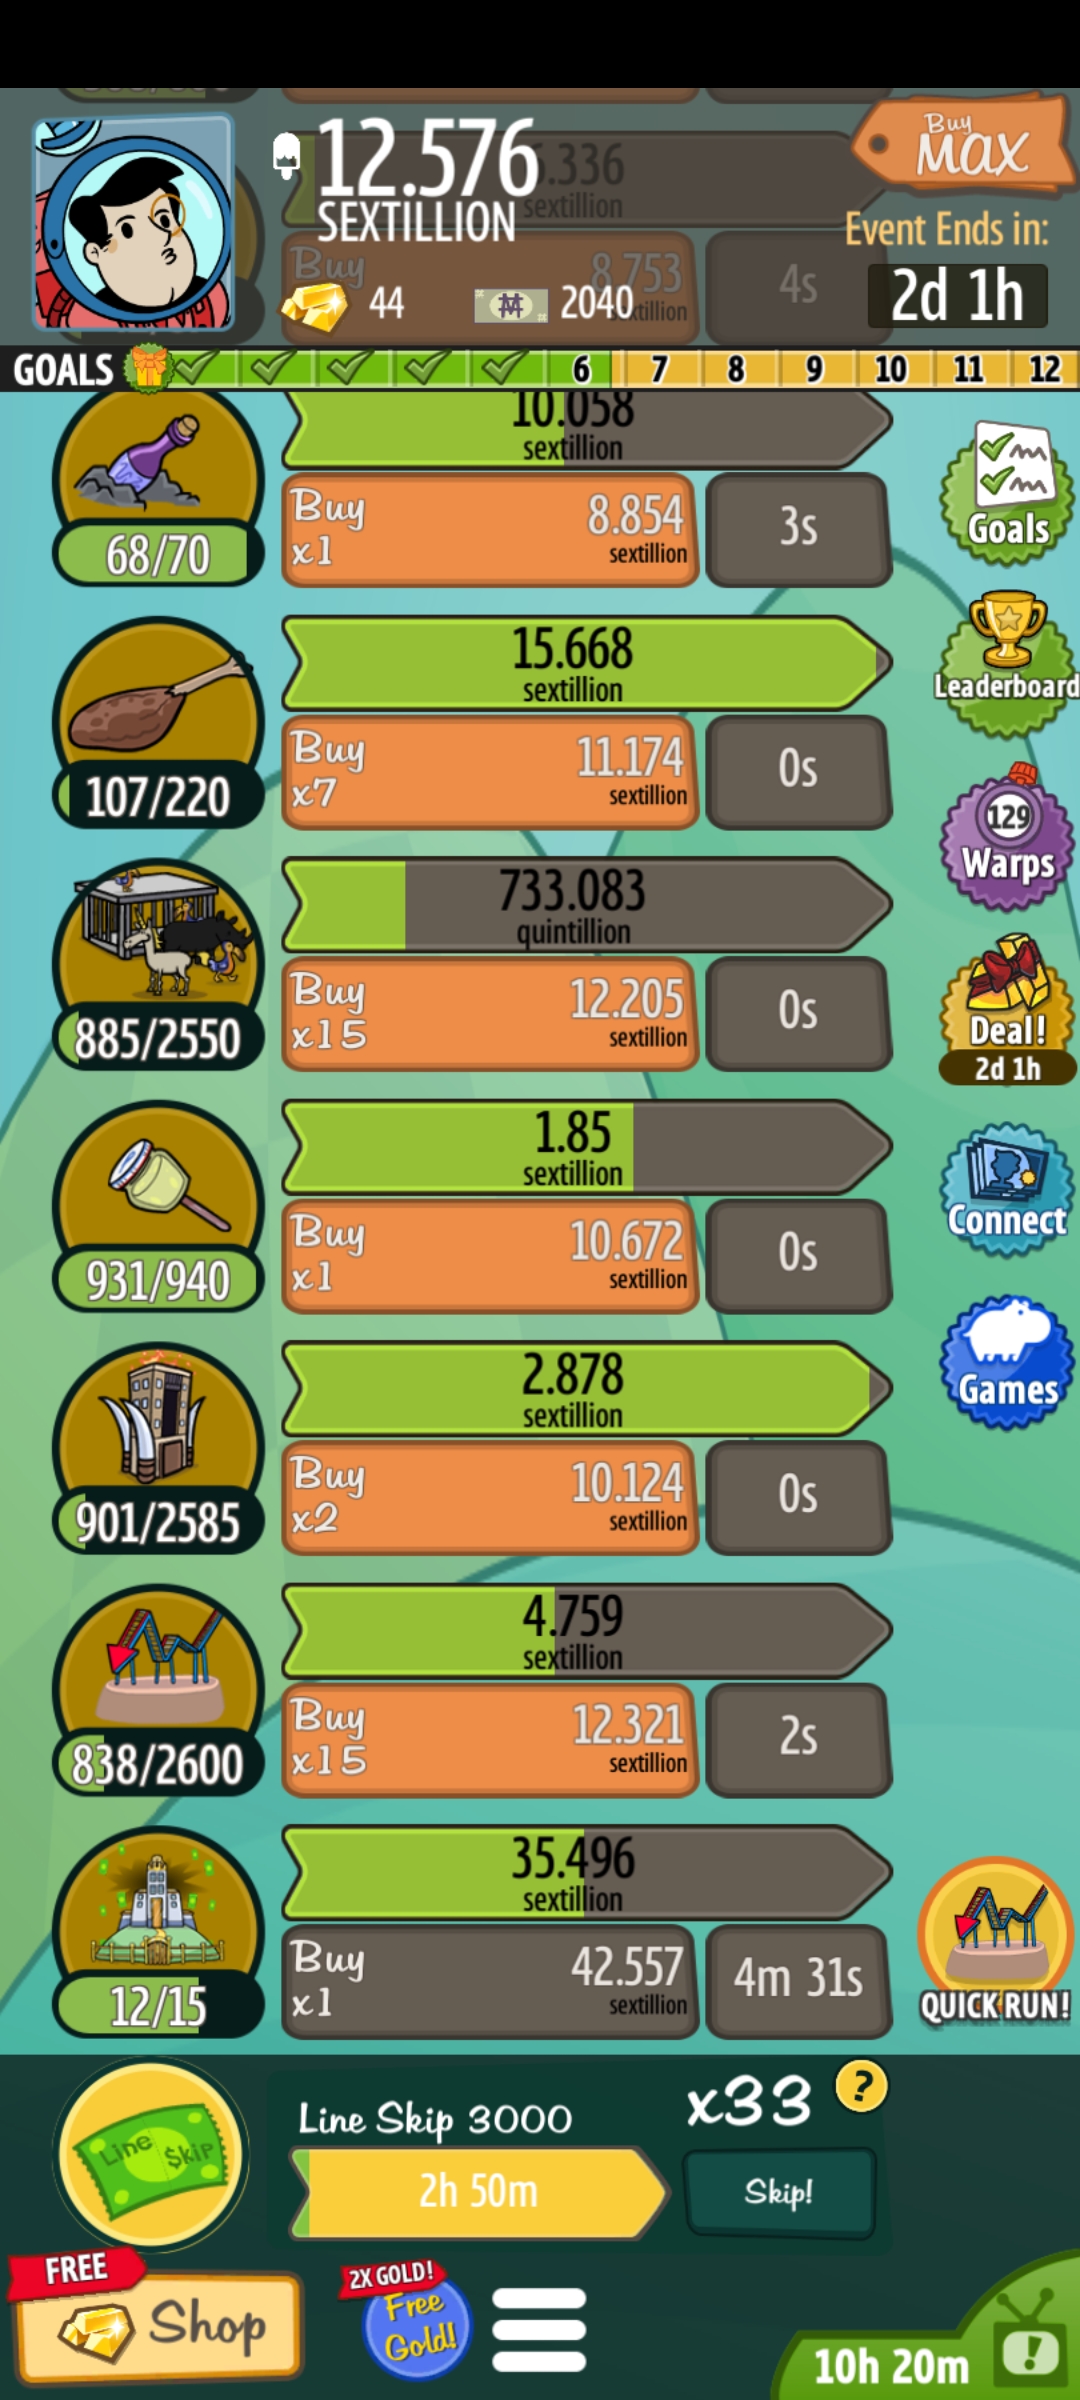 12.576
SEXTILLION
6.336
sextillion
Buy
MAX
Event Ends in:
2d 1h
Buy
8.753
4s
44
2040
GOALS
6
7
8
9
10
11
12
10.058
sextillion
68/70
Buy
x1
8.854
sextillion
3s
Goals
15.668
sextillion
107/220
Buy
x7
11.174
sextillion
0s
Leaderboard
129
Warps
733.083
quintillion
885/2550
Buy
x15
12.205
sextillion
0s
Deal!
2d 1h
1.85
sextillion
931/940
Buy
x1
10.672
sextillion
0s
Connect
2.878
sextillion
901/2585
Buy
x2
10.124
sextillion
0s
Games
4.759
sextillion
838/2600
Buy
x15
12.321
sextillion
2s
35.496
sextillion
12/15
Buy
x1
42.557
sextillion
4m 31s
QUICK RUN!
Line $kip
Line Skip 3000
2h 50m
x33
?
Skip!
FREE
Shop
2X GOLD!
Free
Gold!
10h 20m
!